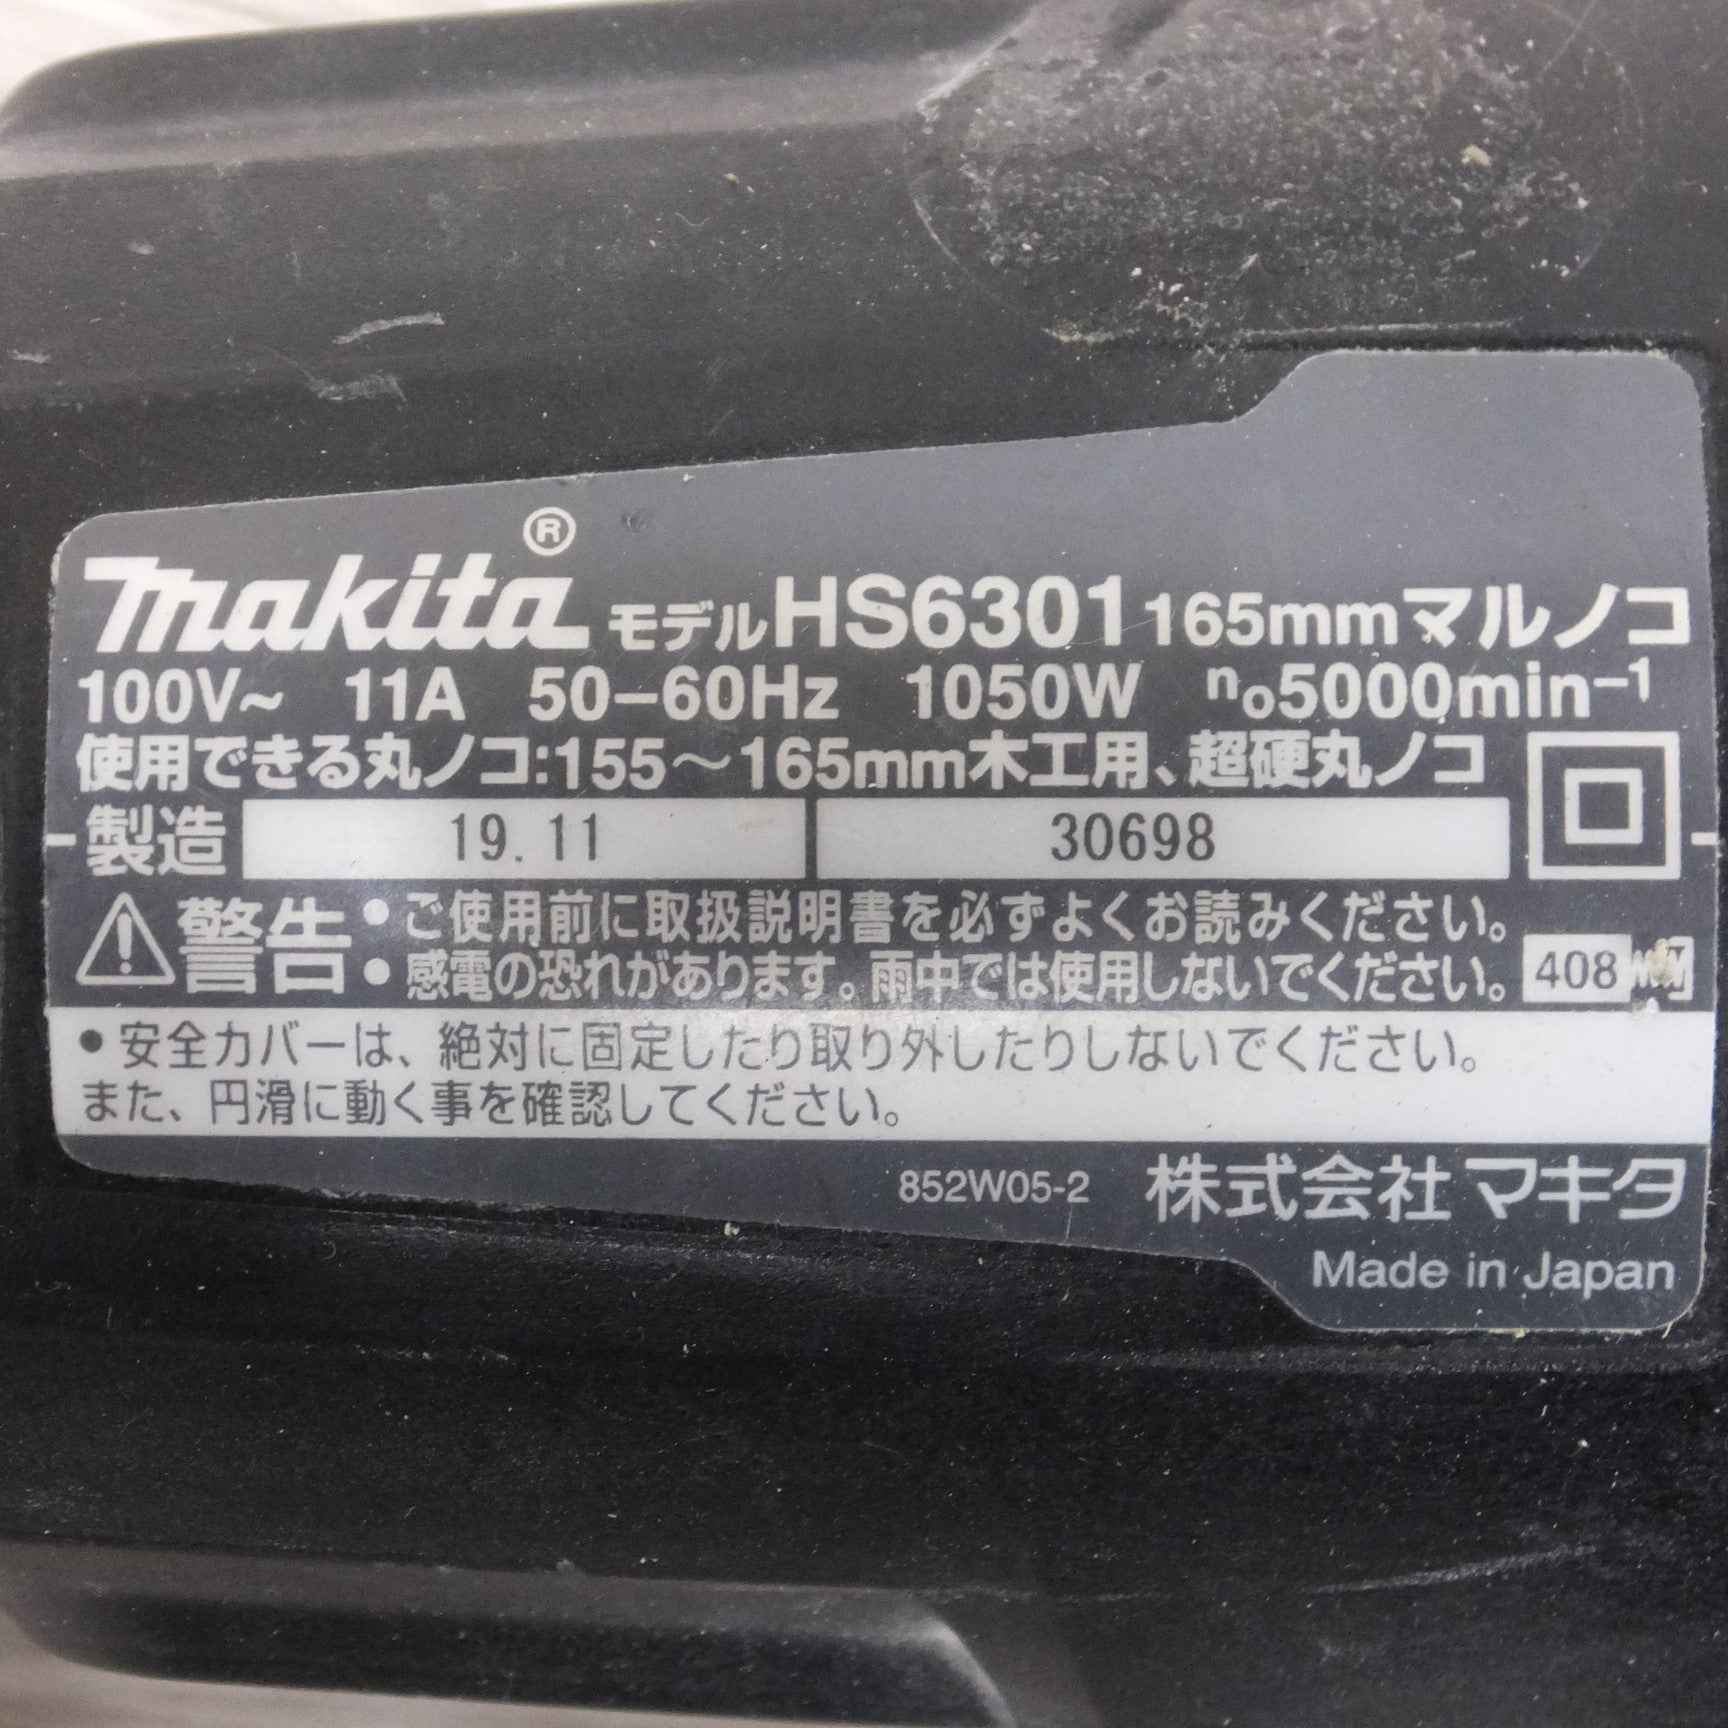 makita® モデルHS6301 165mmマルノコ
100V~ 11A 50-60Hz 1050W n₀5000min⁻¹
使用できる丸ノコ:155～165mm木工用、超硬丸ノコ
製造 19.11 30698
警告 • ご使用前に取扱説明書を必ずよくお読みください。
• 感電の恐れがあります。雨中では使用しないでください。 408
• 安全カバーは、絶対に固定したり取り外したりしないでください。
また、円滑に動く事を確認してください。
852W05-2 株式会社マキタ
Made in Japan